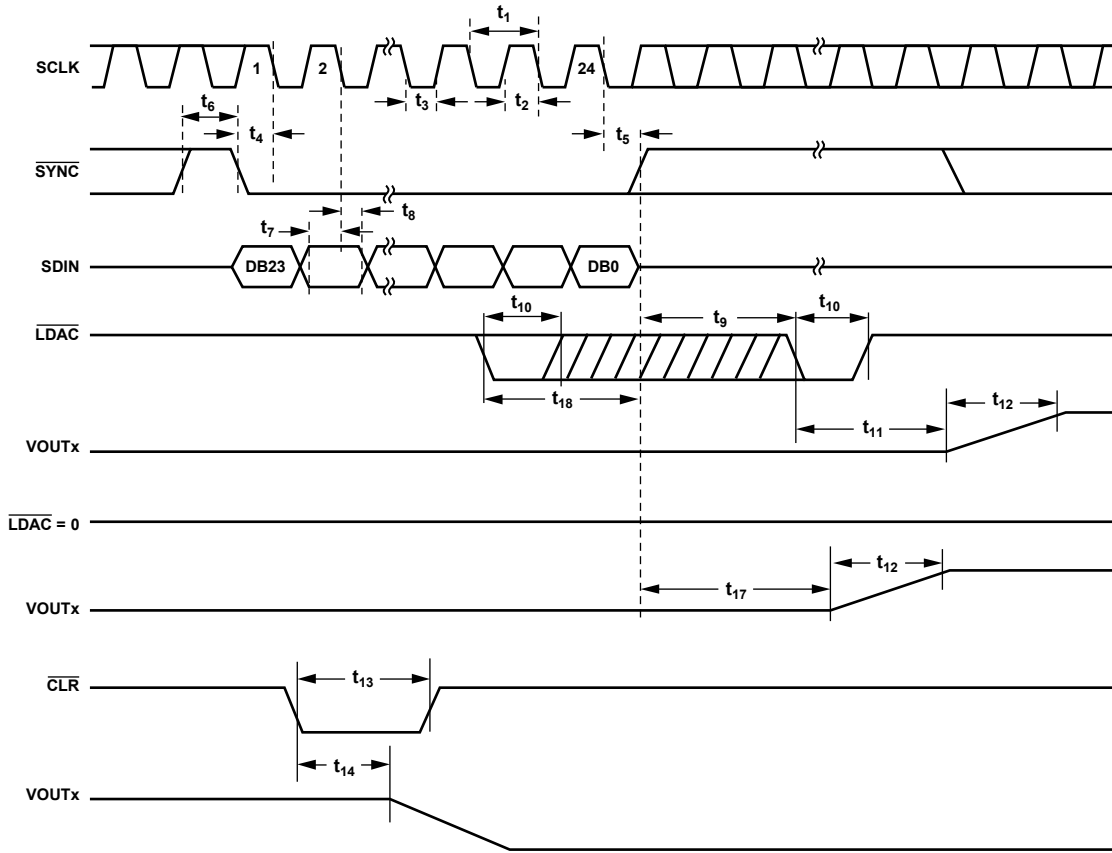 t1
SCLK
1
2
24
t3
t2
t6
t4
t5
SYNC
t7
t8
SDIN
DB23
DB0
t10
t9
t10
LDAC
t18
t11
t12
VOUTx
LDAC = 0
t17
t12
VOUTx
CLR
t13
t14
VOUTx